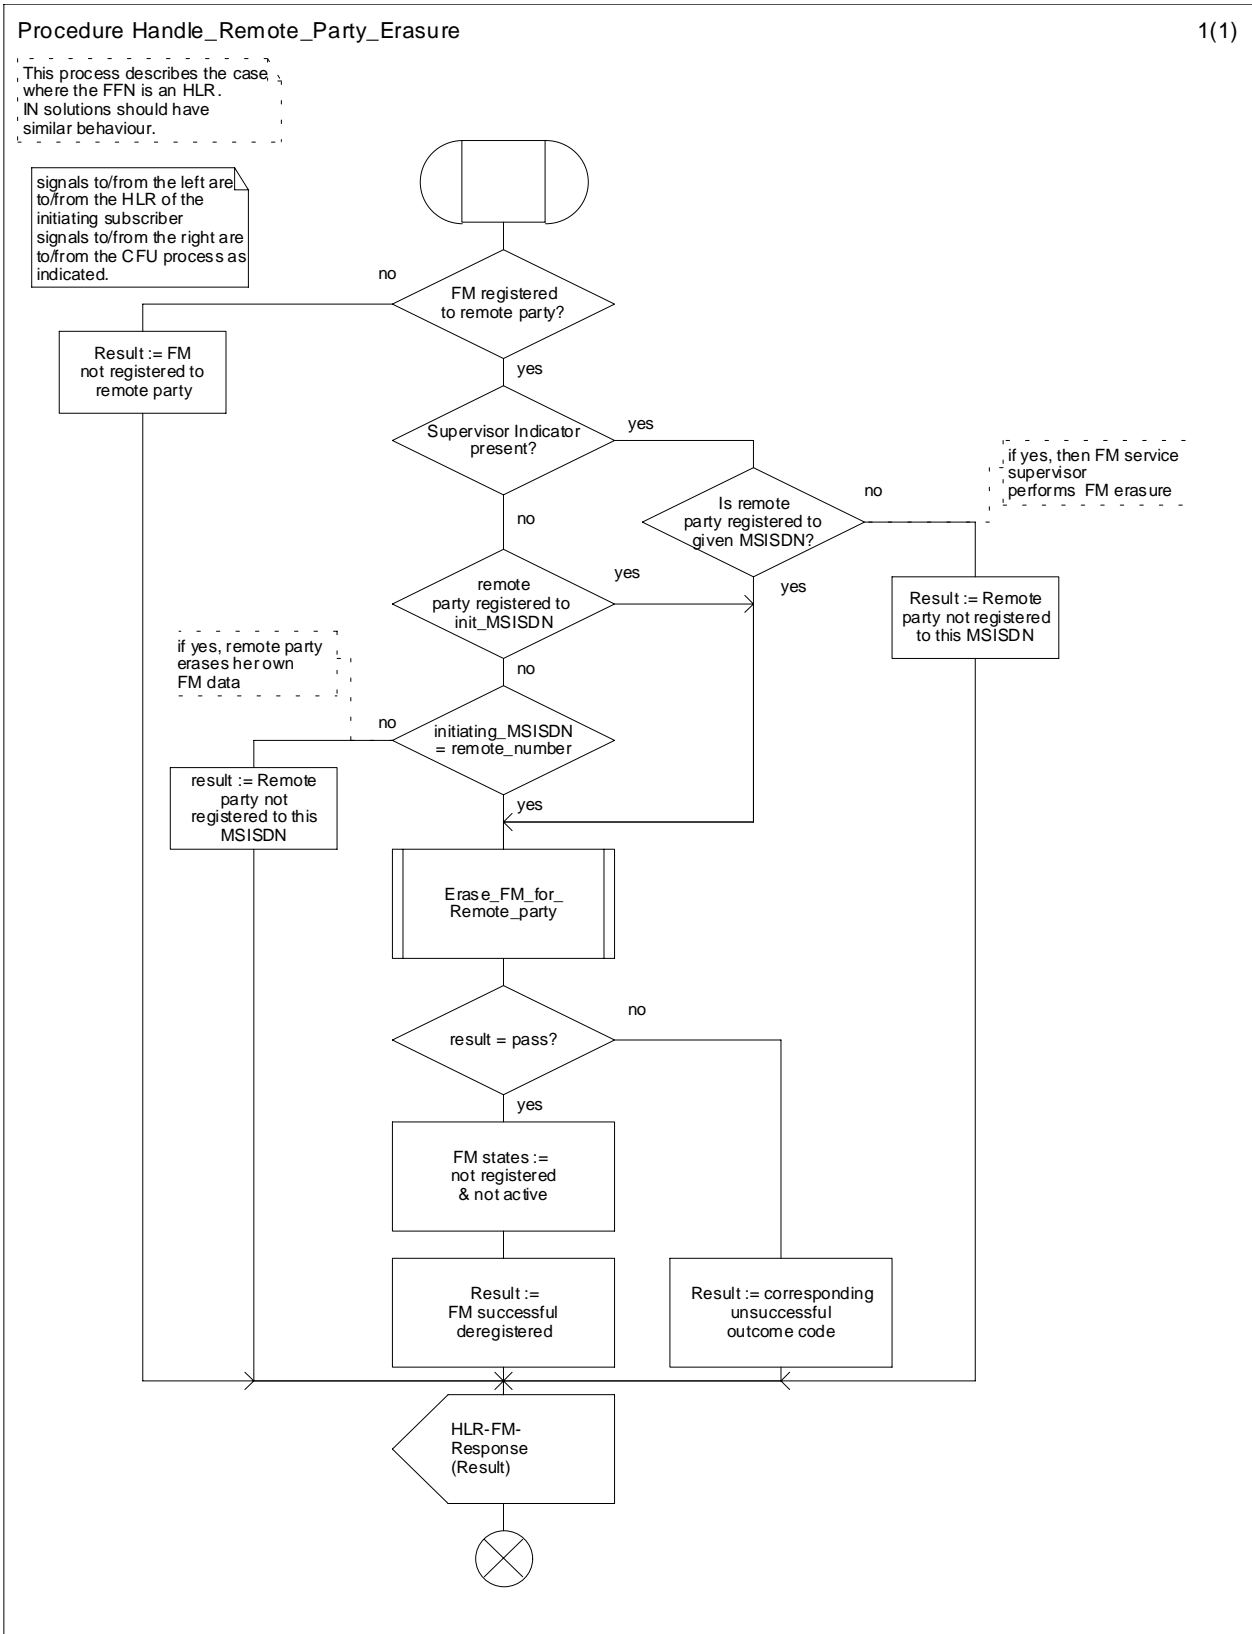 Procedure Handle_Remote_Party_Erasure
1(1)
This process describes the case
where the FFN is an HLR.
IN solutions should have
similar behaviour.
signals to/from the left are
to/from the HLR of the
initiating subscriber
signals to/from the right are
to/from the CFU process as
indicated.
no
FM registered
to remote party?
Result := FM
not registered to
remote party
yes
Supervisor Indicator
present?
yes
if yes, then FM service
supervisor
performs FM erasure
no
Is remote
party registered to
given MSISDN?
no
yes
remote
party registered to
init_MSISDN
yes
Result := Remote
party not registered
to this MSISDN
if yes, remote party
erases her own
FM data
no
no
initiating_MSISDN
= remote_number
result := Remote
party not
registered to this
MSISDN
yes
Erase_FM_for_
Remote_party
no
result = pass?
yes
FM states :=
not registered
& not active
Result :=
FM successful
deregistered
Result := corresponding
unsuccessful
outcome code
HLR-FM-
Response
(Result)